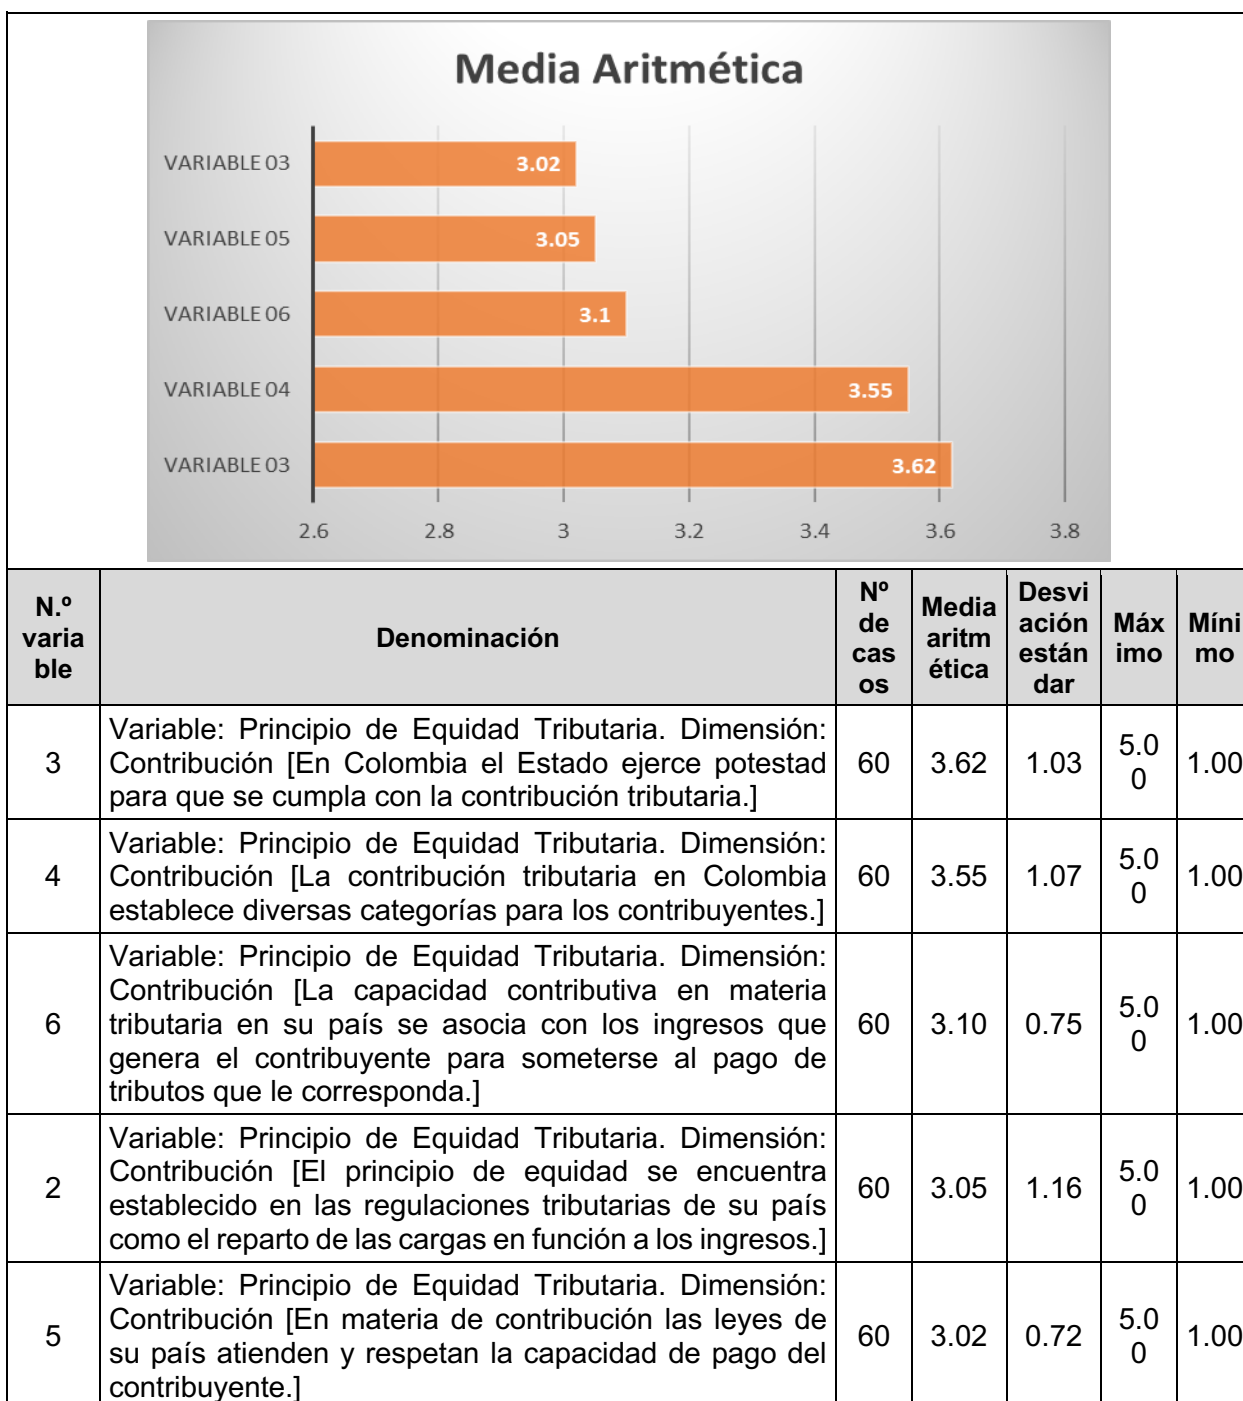 Media Aritmética
VARIABLE 03
3.02
VARIABLE 05
3.05
VARIABLE 06
3.1
VARIABLE 04
3.55
VARIABLE 03
3.62
2.6 2.8 3 3.2 3.4 3.6 3.8
N.º
varia
ble
Denominación
Nº
de
cas
os
Media
aritm
ética
Desvi
ación
están
dar
Máx
imo
Míni
mo
3
Variable: Principio de Equidad Tributaria. Dimensión:
Contribución [En Colombia el Estado ejerce potestad
para que se cumpla con la contribución tributaria.]
60
3.62
1.03
5.0
0
1.00
4
Variable: Principio de Equidad Tributaria. Dimensión:
Contribución [La contribución tributaria en Colombia
establece diversas categorías para los contribuyentes.]
60
3.55
1.07
5.0
0
1.00
6
Variable: Principio de Equidad Tributaria. Dimensión:
Contribución [La capacidad contributiva en materia
tributaria en su país se asocia con los ingresos que
genera el contribuyente para someterse al pago de
tributos que le corresponda.]
60
3.10
0.75
5.0
0
1.00
2
Variable: Principio de Equidad Tributaria. Dimensión:
Contribución [El principio de equidad se encuentra
establecido en las regulaciones tributarias de su país
como el reparto de las cargas en función a los ingresos.]
60
3.05
1.16
5.0
0
1.00
5
Variable: Principio de Equidad Tributaria. Dimensión:
Contribución [En materia de contribución las leyes de
su país atienden y respetan la capacidad de pago del
contribuyente.]
60
3.02
0.72
5.0
0
1.00